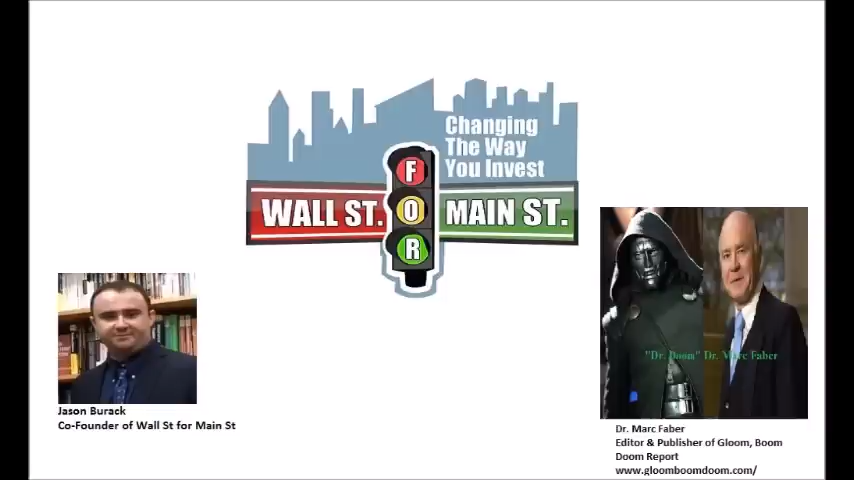 Changing
The Way
You Invest
WALL ST. FOR MAIN ST.
"Dr. Doom" Dr. Marc Faber
Jason Burack
Co-Founder of Wall St for Main St
Dr. Marc Faber
Editor & Publisher of Gloom, Boom
Doom Report
www.gloomboomdoom.com/